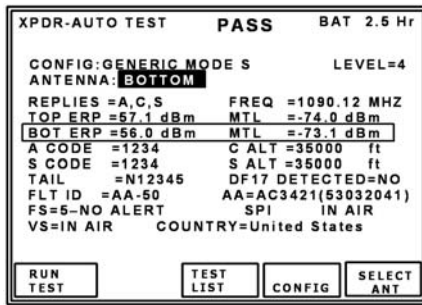 XPDR-AUTO TEST PASS BAT 2.5 Hr
CONFIG:GENERIC MODE S LEVEL=4
ANTENNA: BOTTOM
REPLIES =A,C,S FREQ =1090.12 MHZ
TOP ERP =57.1 dBm MTL =-74.0 dBm
BOT ERP =56.0 dBm MTL =-73.1 dBm
A CODE =1234 C ALT =35000 ft
S CODE =1234 S ALT =35000 ft
TAIL =N12345 DF17 DETECTED=NO
FLT ID =AA-50 AA=AC3421(53032041)
FS=5–NO ALERT SPI IN AIR
VS=IN AIR COUNTRY=United States
RUN TEST
TEST LIST
CONFIG
SELECT ANT